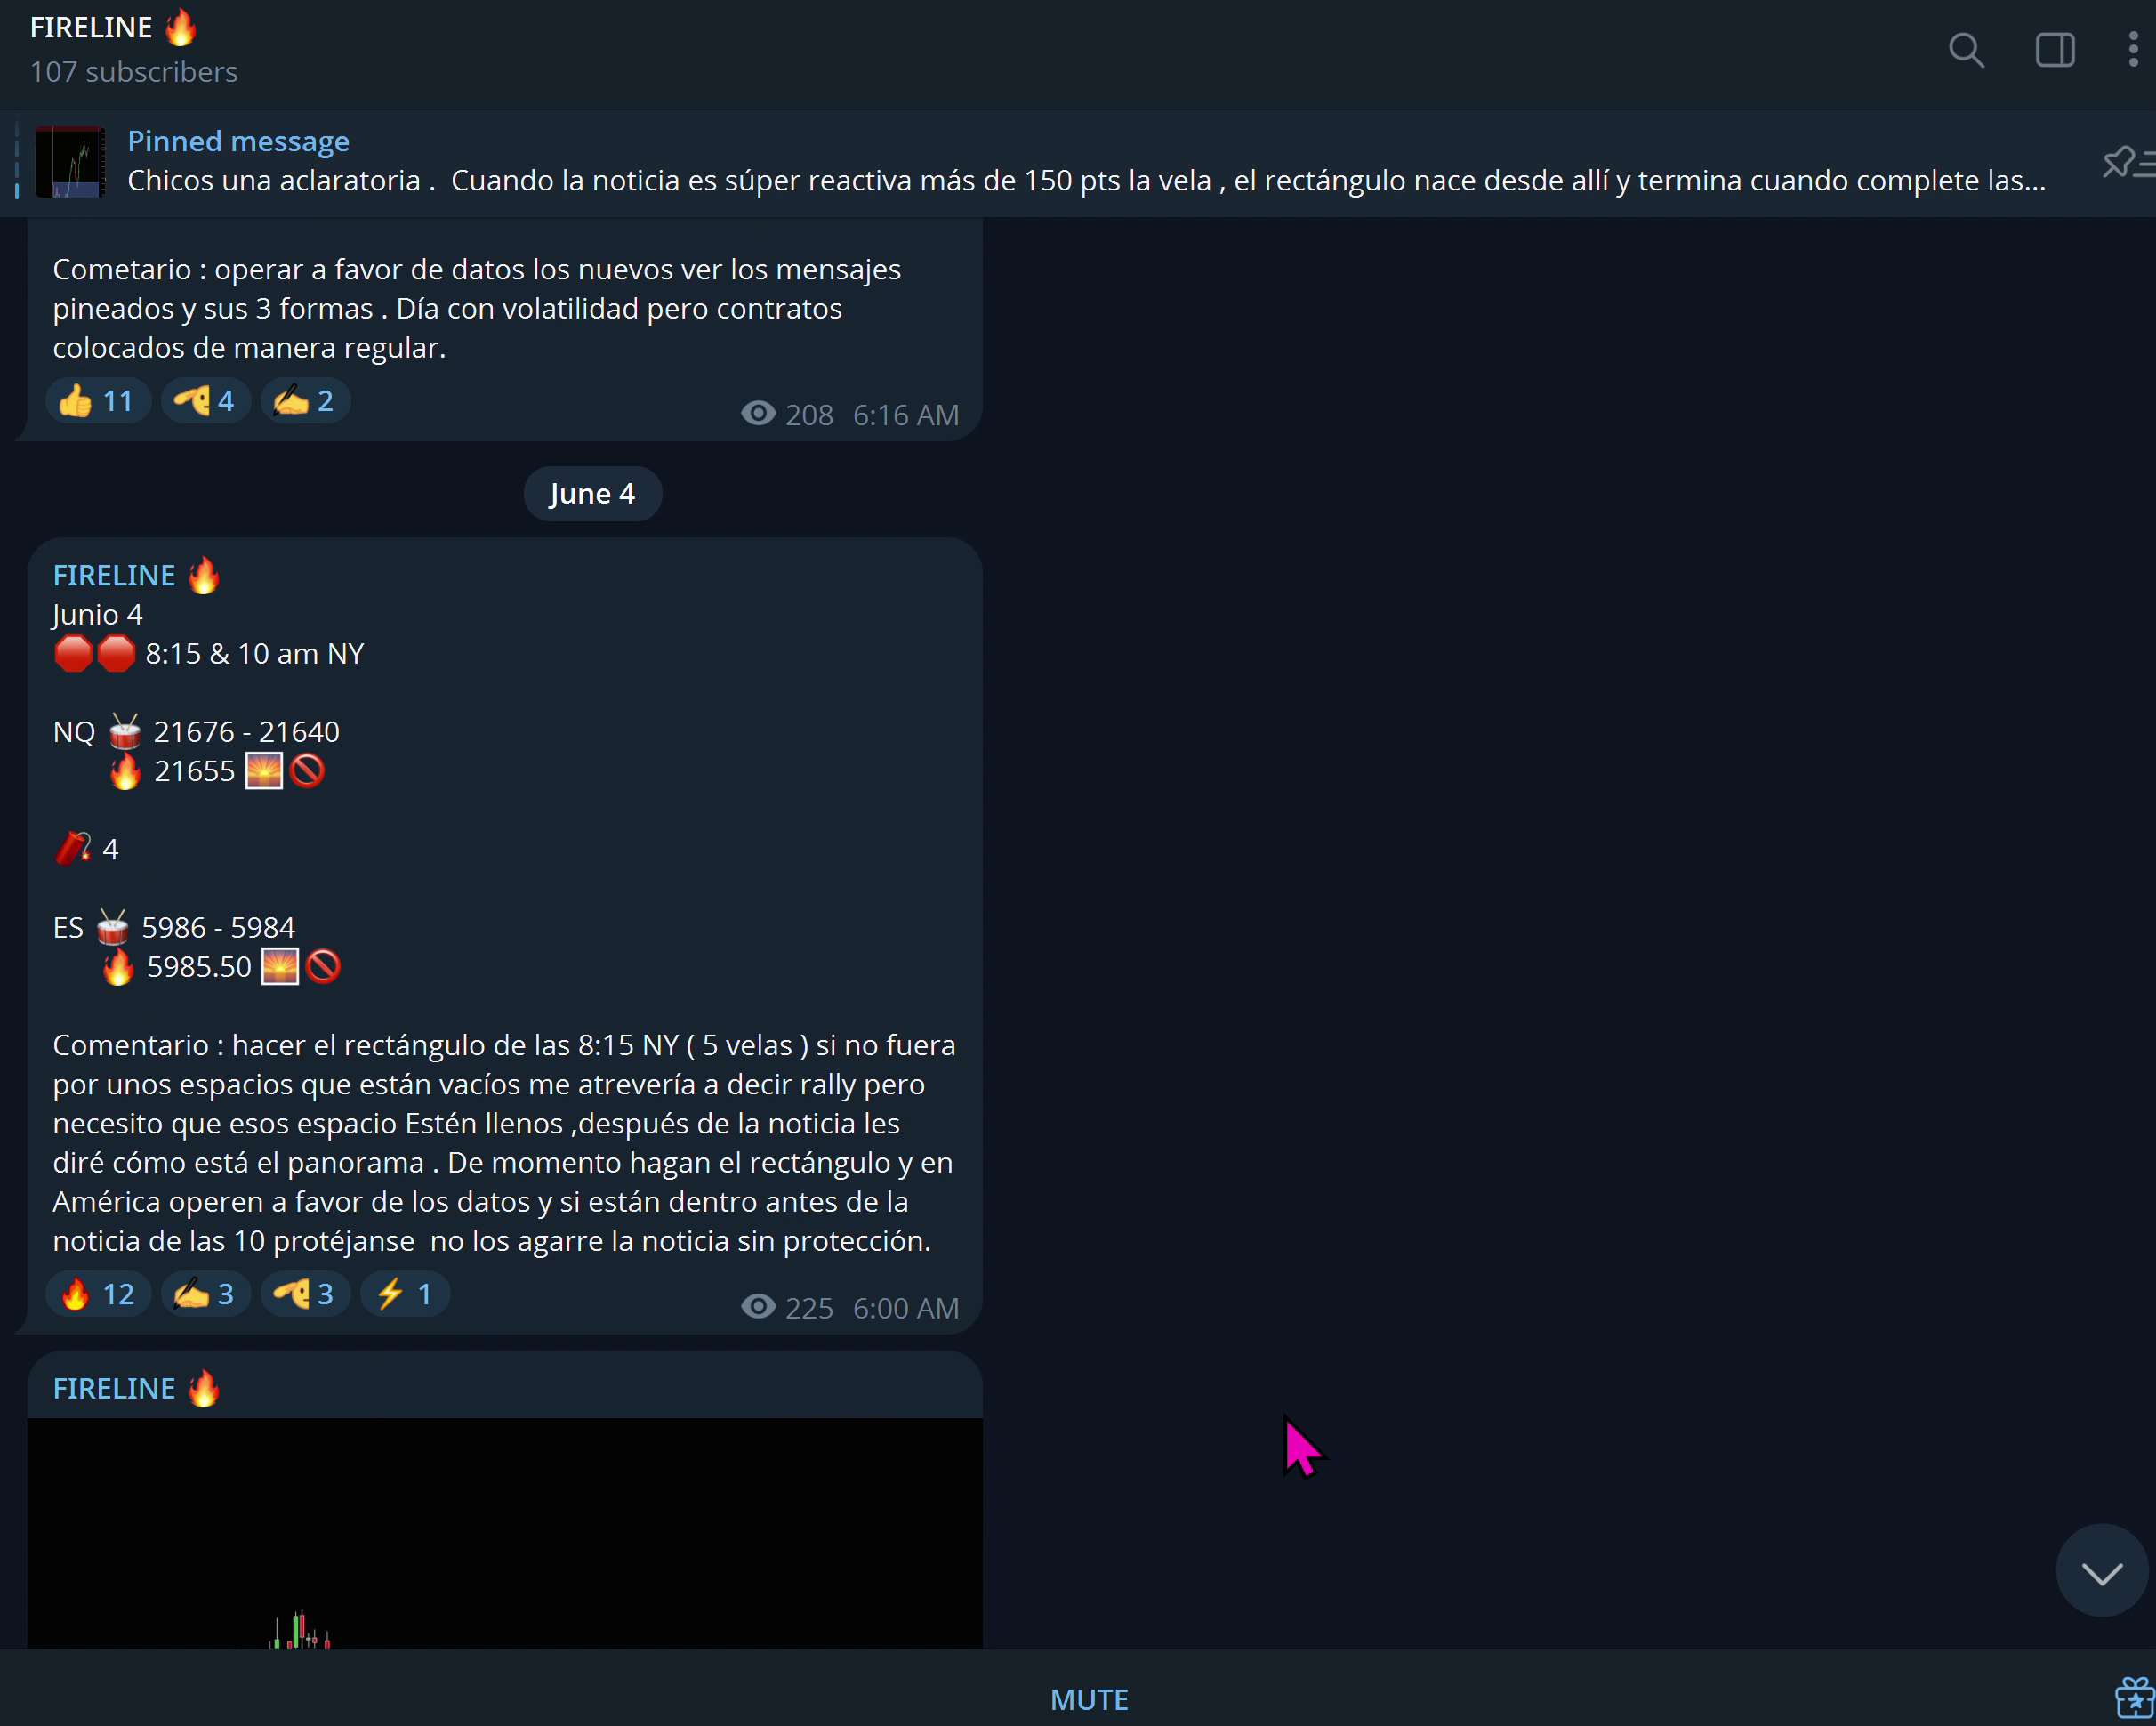 FIRELINE 🔥
107 subscribers
Pinned message
Chicos una aclaratoria .  Cuando la noticia es súper reactiva más de 150 pts la vela , el rectángulo nace desde allí y termina cuando complete las...
Cometario : operar a favor de datos los nuevos ver los mensajes
pineados y sus 3 formas . Día con volatilidad pero contratos
colocados de manera regular.
👍 11 🫤 4 ✍ 2
208 6:16 AM
June 4
FIRELINE 🔥
Junio 4
🛑🛑 8:15 & 10 am NY
NQ 🥁 21676 - 21640
🔥 21655 🌅🚫
🧨 4
ES 🥁 5986 - 5984
🔥 5985.50 🌅🚫
Comentario : hacer el rectángulo de las 8:15 NY ( 5 velas ) si no fuera
por unos espacios que están vacíos me atrevería a decir rally pero
necesito que esos espacio Estén llenos ,después de la noticia les
diré cómo está el panorama . De momento hagan el rectángulo y en
América operen a favor de los datos y si están dentro antes de la
noticia de las 10 protéjanse  no los agarre la noticia sin protección.
🔥 12 ✍ 3 🫤 3 ⚡ 1
225 6:00 AM
FIRELINE 🔥
MUTE